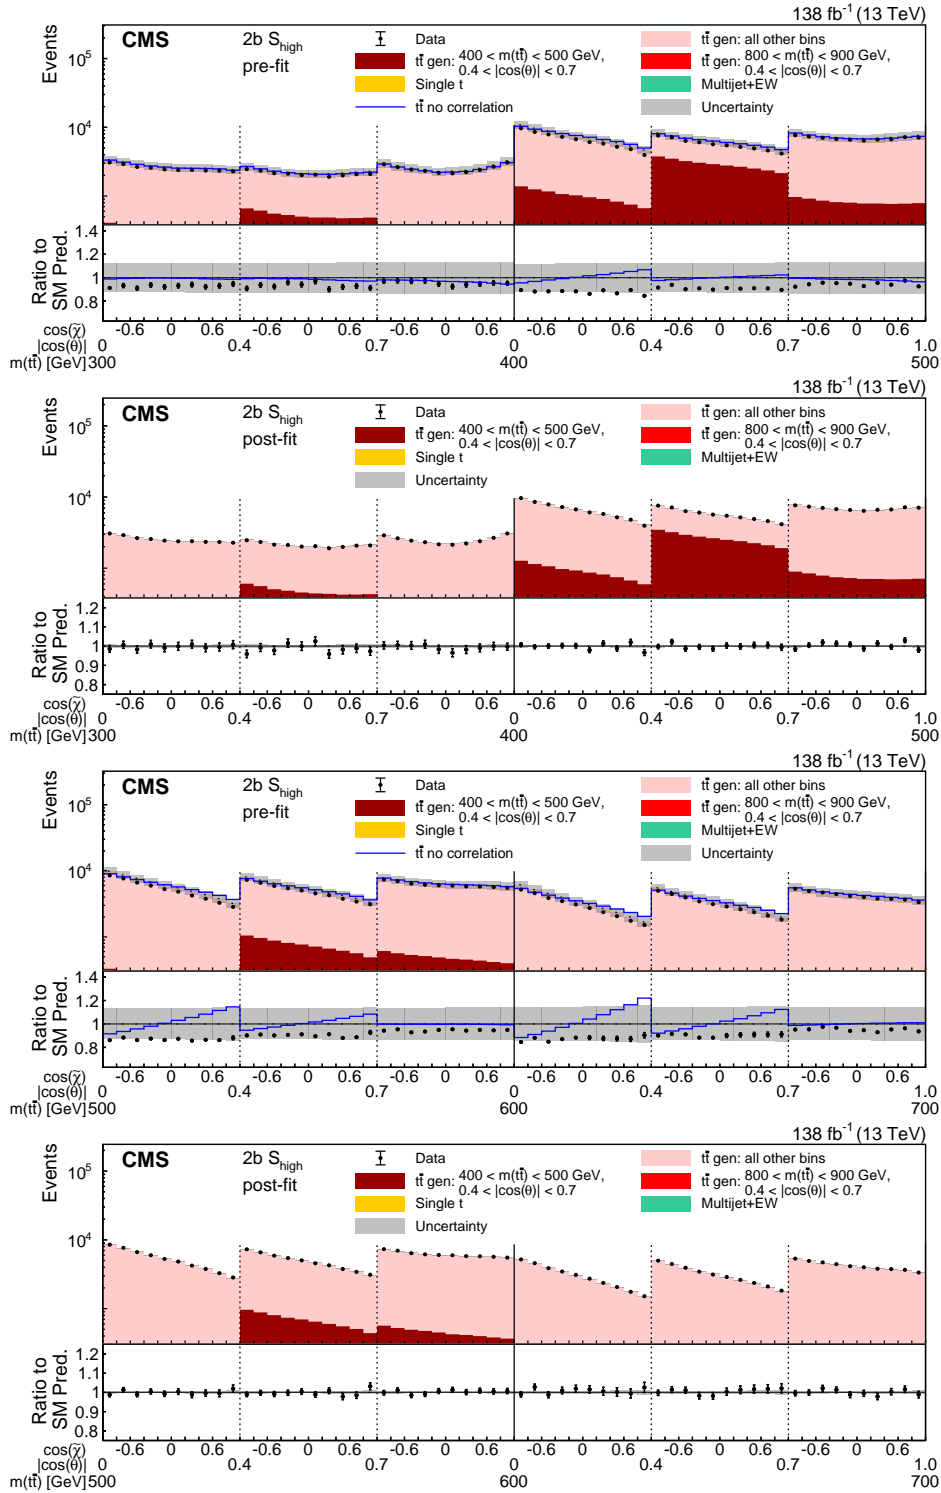 138 fb⁻¹ (13 TeV)
CMS
2b S_high
pre-fit
Events
Data
tt̄ gen: 400 < m(tt̄) < 500 GeV,
0.4 < |cos(θ)| < 0.7
Single t
tt̄ no correlation
tt̄ gen: all other bins
tt̄ gen: 800 < m(tt̄) < 900 GeV,
0.4 < |cos(θ)| < 0.7
Multijet+EW
Uncertainty
10⁵
10⁴
Ratio to
SM Pred.
1.4
1.2
1
0.8
cos(χ̃) -0.6 0 0.6 -0.6 0 0.6 -0.6 0 0.6 -0.6 0 0.6 -0.6 0 0.6 -0.6 0 0.6
|cos(θ)| 0 0.4 0.7 0 0.4 0.7 1.0
m(tt̄) [GeV] 300 400 500
138 fb⁻¹ (13 TeV)
CMS
2b S_high
post-fit
Events
Data
tt̄ gen: 400 < m(tt̄) < 500 GeV,
0.4 < |cos(θ)| < 0.7
Single t
Uncertainty
tt̄ gen: all other bins
tt̄ gen: 800 < m(tt̄) < 900 GeV,
0.4 < |cos(θ)| < 0.7
Multijet+EW
10⁵
10⁴
Ratio to
SM Pred.
1.2
1.1
1
0.9
0.8
cos(χ̃) -0.6 0 0.6 -0.6 0 0.6 -0.6 0 0.6 -0.6 0 0.6 -0.6 0 0.6 -0.6 0 0.6
|cos(θ)| 0 0.4 0.7 0 0.4 0.7 1.0
m(tt̄) [GeV] 300 400 500
138 fb⁻¹ (13 TeV)
CMS
2b S_high
pre-fit
Events
Data
tt̄ gen: 400 < m(tt̄) < 500 GeV,
0.4 < |cos(θ)| < 0.7
Single t
tt̄ no correlation
tt̄ gen: all other bins
tt̄ gen: 800 < m(tt̄) < 900 GeV,
0.4 < |cos(θ)| < 0.7
Multijet+EW
Uncertainty
10⁵
10⁴
Ratio to
SM Pred.
1.4
1.2
1
0.8
cos(χ̃) -0.6 0 0.6 -0.6 0 0.6 -0.6 0 0.6 -0.6 0 0.6 -0.6 0 0.6 -0.6 0 0.6
|cos(θ)| 0 0.4 0.7 0 0.4 0.7 1.0
m(tt̄) [GeV] 500 600 700
138 fb⁻¹ (13 TeV)
CMS
2b S_high
post-fit
Events
Data
tt̄ gen: 400 < m(tt̄) < 500 GeV,
0.4 < |cos(θ)| < 0.7
Single t
Uncertainty
tt̄ gen: all other bins
tt̄ gen: 800 < m(tt̄) < 900 GeV,
0.4 < |cos(θ)| < 0.7
Multijet+EW
10⁵
10⁴
Ratio to
SM Pred.
1.2
1.1
1
0.9
0.8
cos(χ̃) -0.6 0 0.6 -0.6 0 0.6 -0.6 0 0.6 -0.6 0 0.6 -0.6 0 0.6 -0.6 0 0.6
|cos(θ)| 0 0.4 0.7 0 0.4 0.7 1.0
m(tt̄) [GeV] 500 600 700